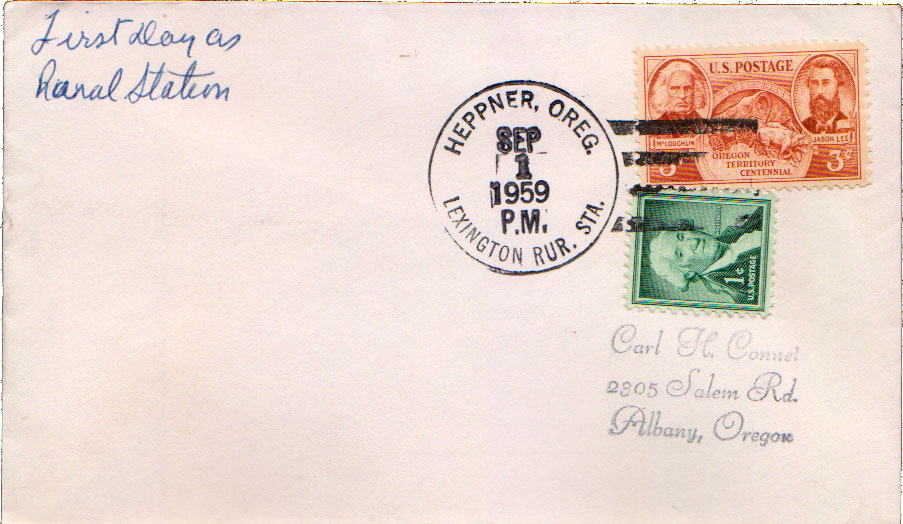 First Day as
Rural Station
HEPPNER, OREG.
SEP
1
1959
P.M.
LEXINGTON RUR. STA.
U.S. POSTAGE
McLOUGHLIN
JASON LEE
OREGON
TERRITORY
CENTENNIAL
3¢
3¢
1¢
U.S. POSTAGE
Carl H. Connet
2305 Salem Rd.
Albany, Oregon